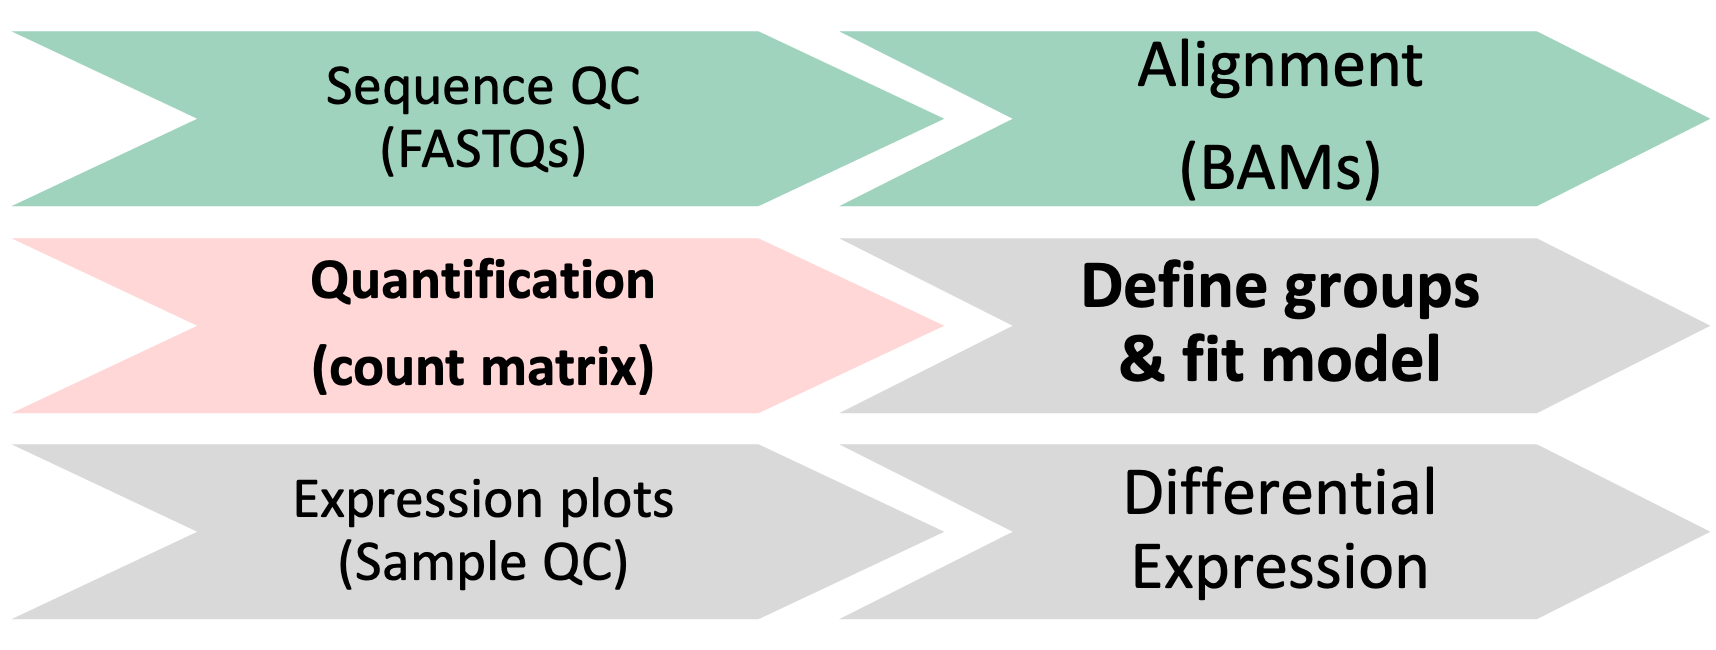 Sequence QC
(FASTQs)
Alignment
(BAMs)
Quantification
(count matrix)
Define groups
& fit model
Expression plots
(Sample QC)
Differential
Expression